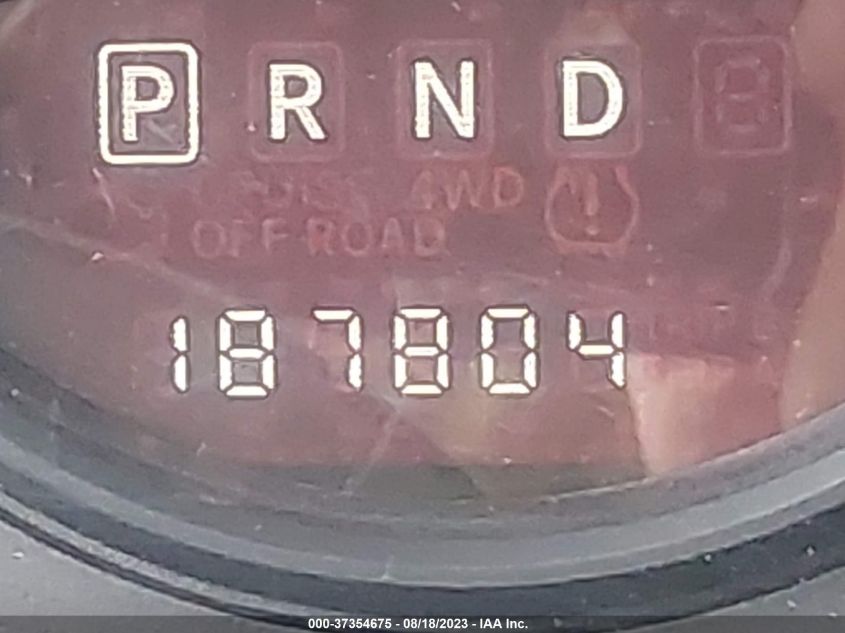 P R N D
4WD
OFF ROAD
187804
000-37354675 - 08/18/2023 - IAA Inc.